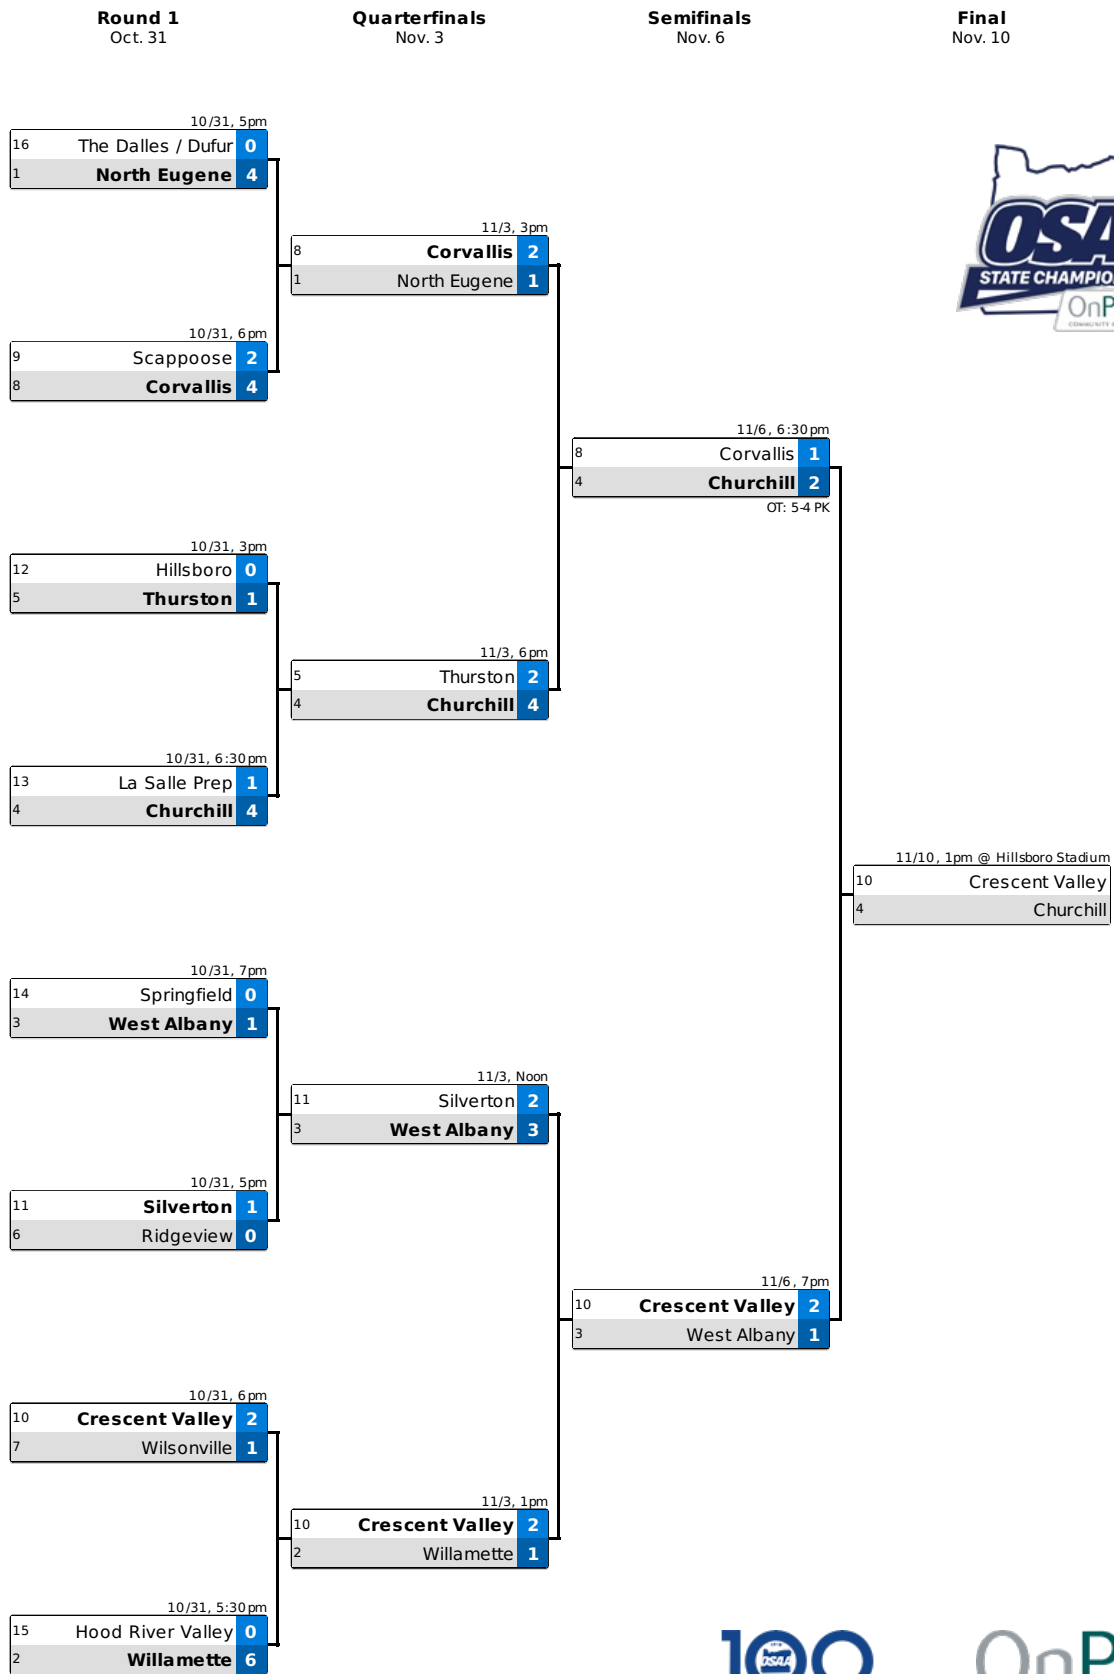 Round 1
Oct. 31
Quarterfinals
Nov. 3
Semifinals
Nov. 6
Final
Nov. 10
10/31, 5pm
16 The Dalles / Dufur 0
1 North Eugene 4
11/3, 3pm
8 Corvallis 2
1 North Eugene 1
10/31, 6pm
9 Scappoose 2
8 Corvallis 4
11/6, 6:30pm
8 Corvallis 1
4 Churchill 2
OT: 5-4 PK
10/31, 3pm
12 Hillsboro 0
5 Thurston 1
11/3, 6pm
5 Thurston 2
4 Churchill 4
10/31, 6:30pm
13 La Salle Prep 1
4 Churchill 4
11/10, 1pm @ Hillsboro Stadium
10 Crescent Valley
4 Churchill
10/31, 7pm
14 Springfield 0
3 West Albany 1
11/3, Noon
11 Silverton 2
3 West Albany 3
10/31, 5pm
11 Silverton 1
6 Ridgeview 0
11/6, 7pm
10 Crescent Valley 2
3 West Albany 1
10/31, 6pm
10 Crescent Valley 2
7 Wilsonville 1
11/3, 1pm
10 Crescent Valley 2
2 Willamette 1
10/31, 5:30pm
15 Hood River Valley 0
2 Willamette 6
OSA
STATE CHAMPIO
OnP
100
OSAA
OnP